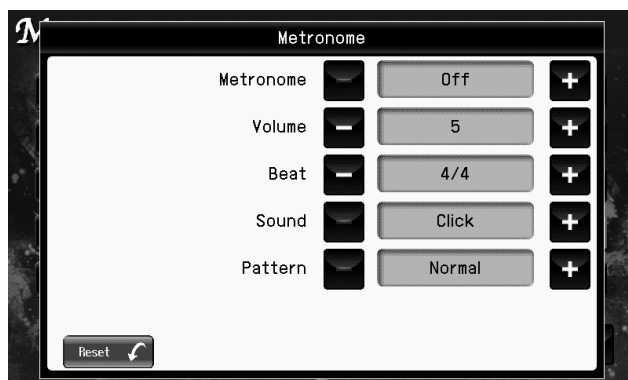 M
Metronome
Metronome - Off +
Volume - 5 +
Beat - 4/4 +
Sound - Click +
Pattern - Normal +
Reset